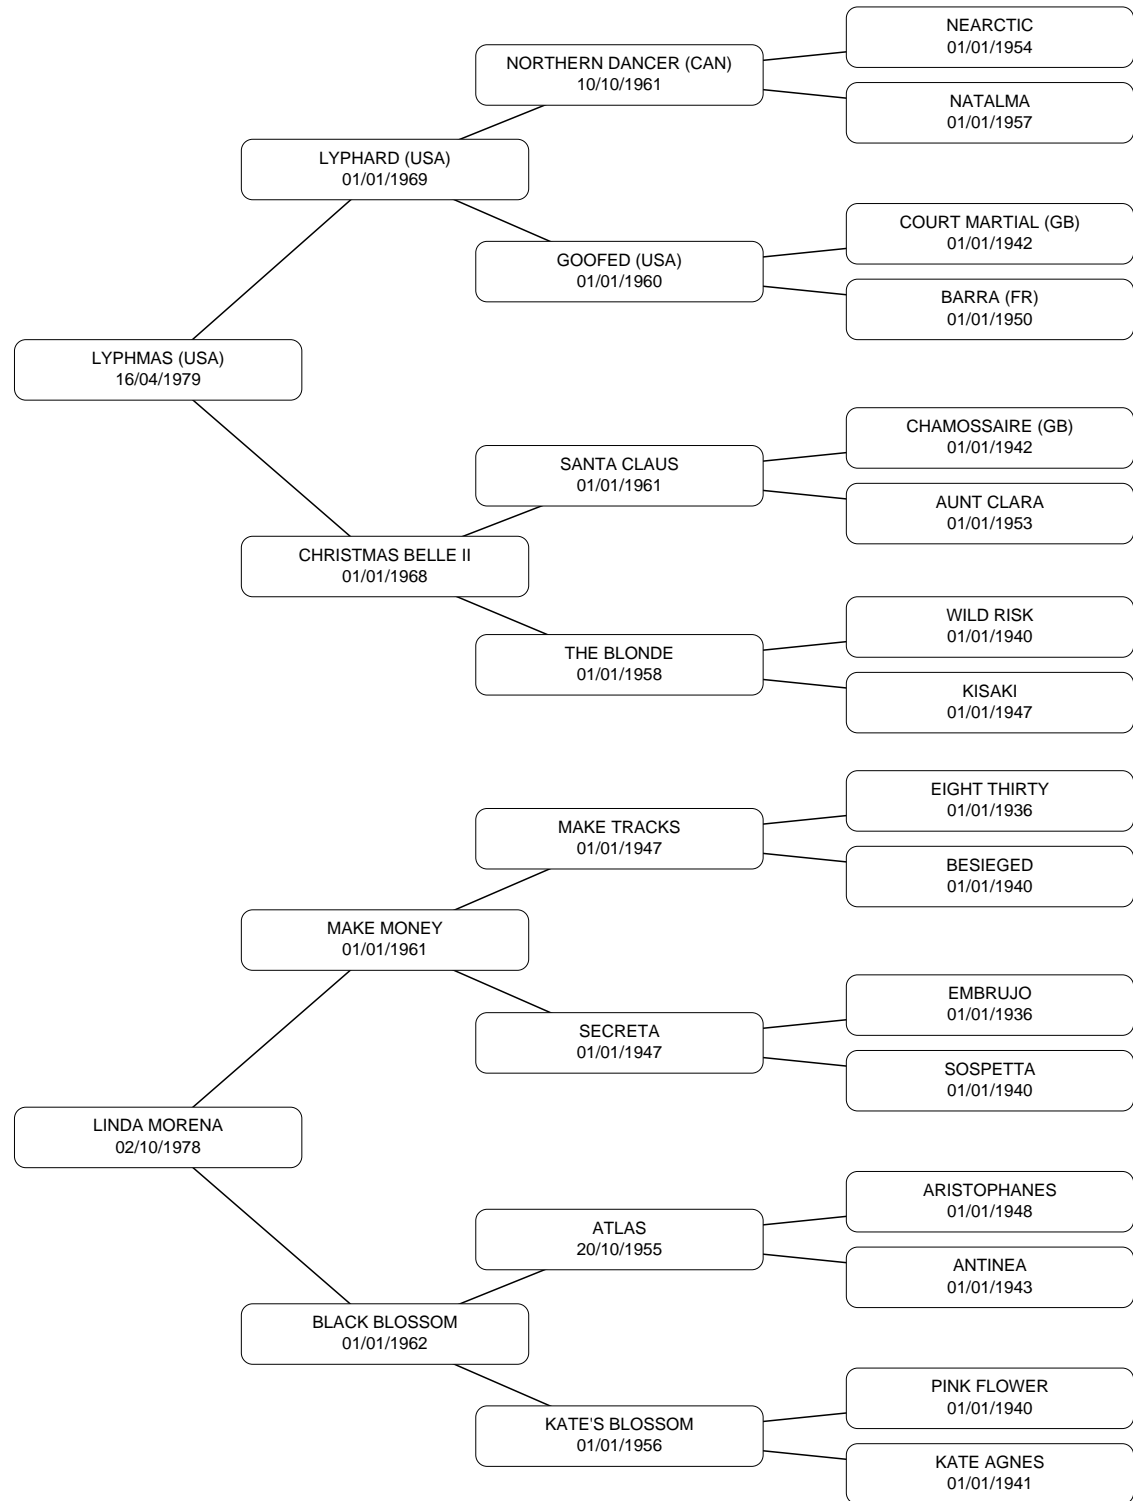 NEARCTIC
01/01/1954
NORTHERN DANCER (CAN)
10/10/1961
NATALMA
01/01/1957
LYPHARD (USA)
01/01/1969
COURT MARTIAL (GB)
01/01/1942
GOOFED (USA)
01/01/1960
BARRA (FR)
01/01/1950
LYPHMAS (USA)
16/04/1979
CHAMOSSAIRE (GB)
01/01/1942
SANTA CLAUS
01/01/1961
AUNT CLARA
01/01/1953
CHRISTMAS BELLE II
01/01/1968
WILD RISK
01/01/1940
THE BLONDE
01/01/1958
KISAKI
01/01/1947
EIGHT THIRTY
01/01/1936
MAKE TRACKS
01/01/1947
BESIEGED
01/01/1940
MAKE MONEY
01/01/1961
EMBRUJO
01/01/1936
SECRETA
01/01/1947
SOSPETTA
01/01/1940
LINDA MORENA
02/10/1978
ARISTOPHANES
01/01/1948
ATLAS
20/10/1955
ANTINEA
01/01/1943
BLACK BLOSSOM
01/01/1962
PINK FLOWER
01/01/1940
KATE'S BLOSSOM
01/01/1956
KATE AGNES
01/01/1941